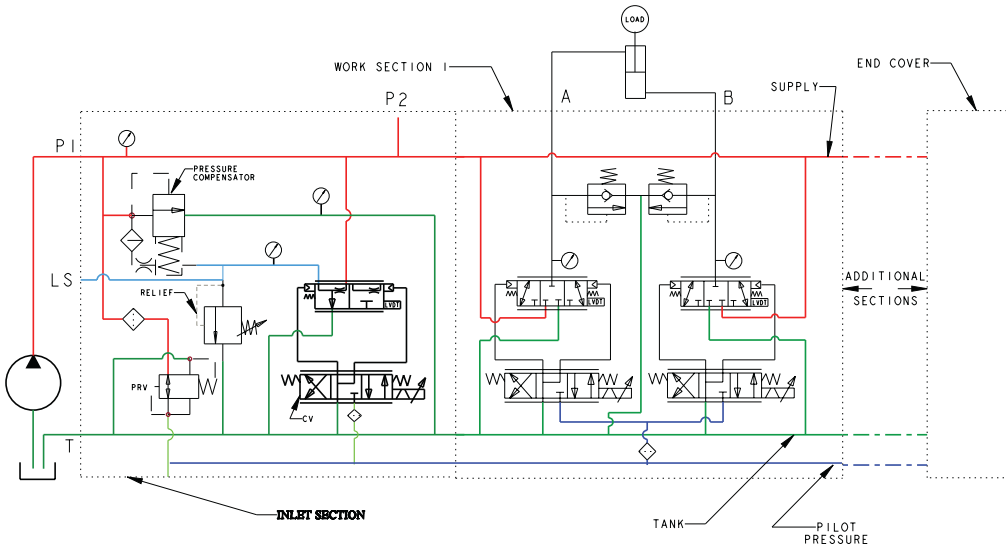 LOAD
WORK SECTION 1
END COVER
P2
A
B
SUPPLY
P1
PRESSURE
COMPENSATOR
LS
RELIEF
LVDT
LVDT
LVDT
ADDITIONAL
SECTIONS
PRV
CV
T
INLET SECTION
TANK
PILOT
PRESSURE